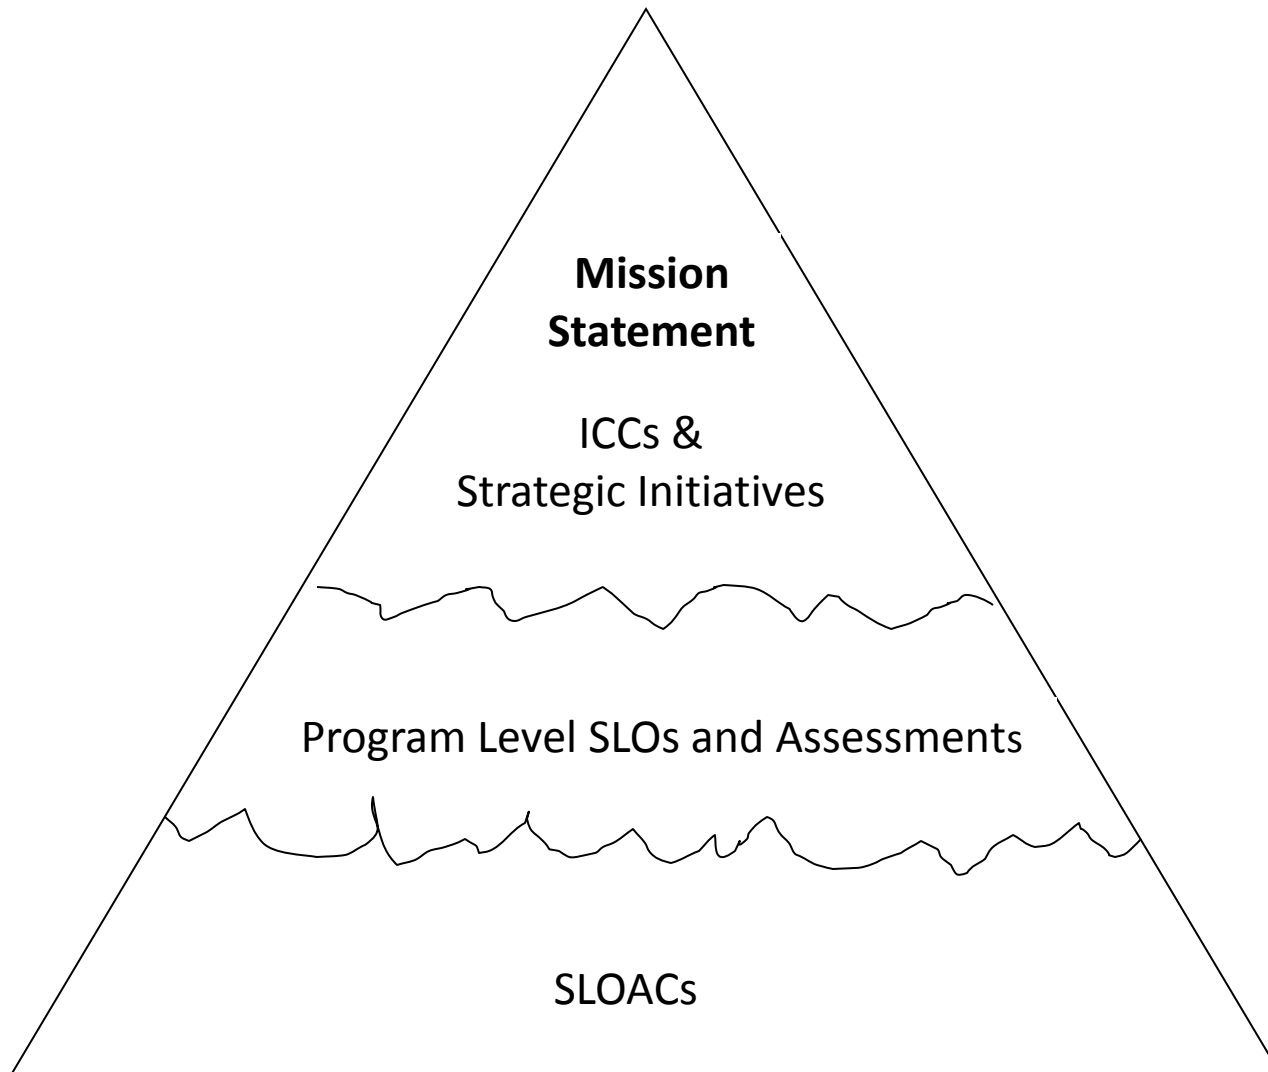 Mission
Statement
ICCs &
Strategic Initiatives
Program Level SLOs and Assessments
SLOACs